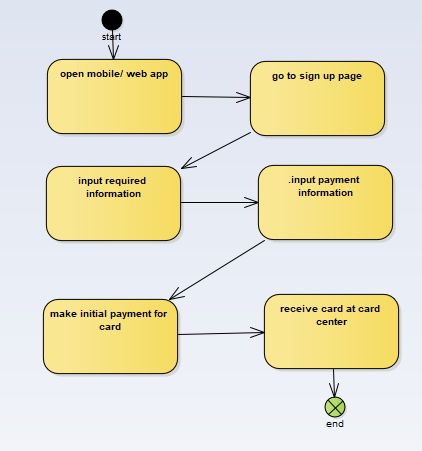 start
open mobile/ web app
go to sign up page
input required
information
.input payment
information
make initial payment for
card
receive card at card
center
end